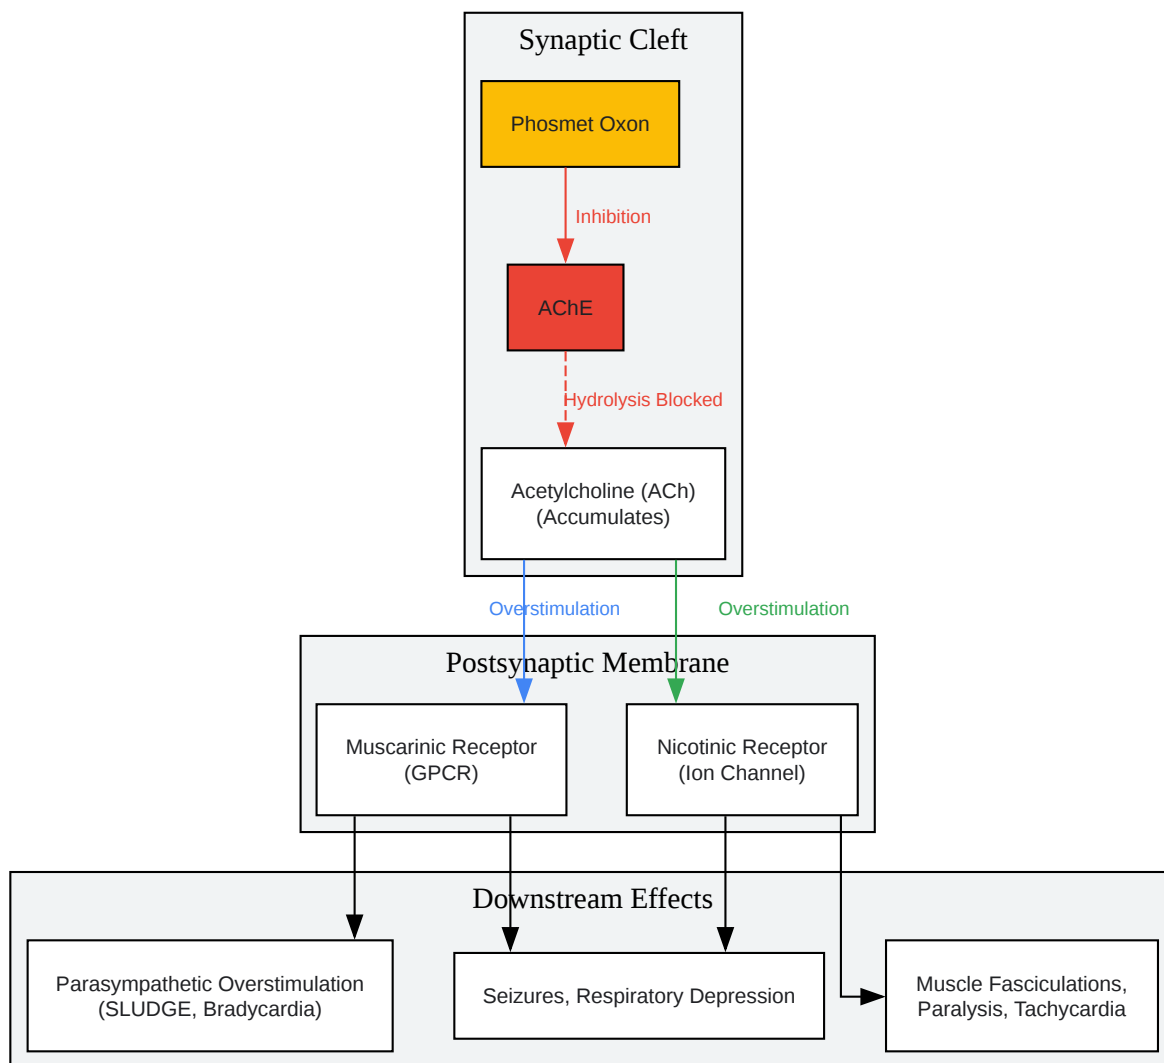 Synaptic Cleft
Phosmet Oxon
Inhibition
AChE
Hydrolysis Blocked
Acetylcholine (ACh)
(Accumulates)
Overstimulation
Overstimulation
Postsynaptic Membrane
Muscarinic Receptor
(GPCR)
Nicotinic Receptor
(Ion Channel)
Downstream Effects
Parasympathetic Overstimulation
(SLUDGE, Bradycardia)
Seizures, Respiratory Depression
Muscle Fasciculations,
Paralysis, Tachycardia